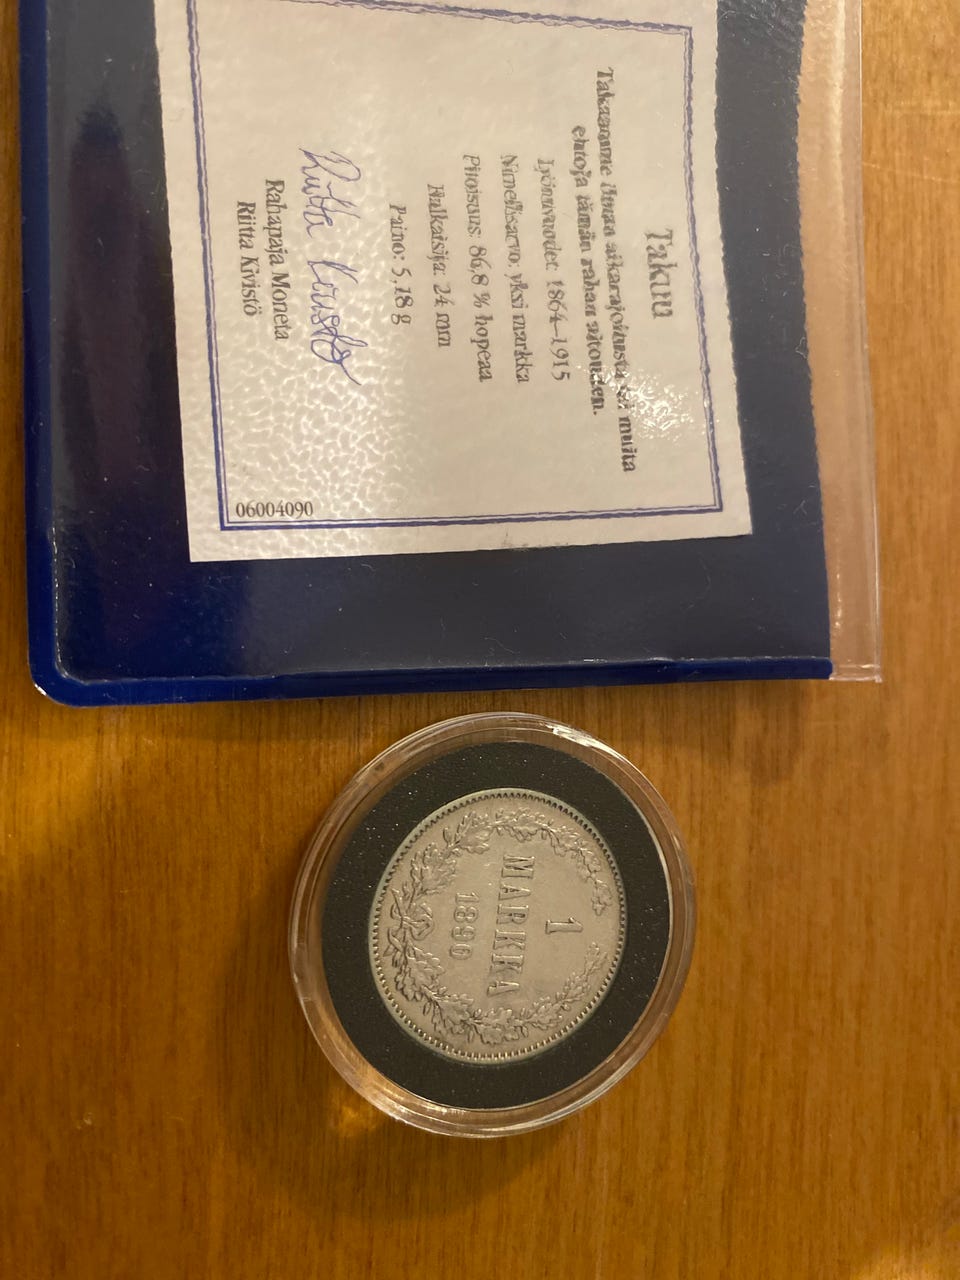 Takuu
Takaamme ilman aikarajoitusta tai muita
ehtoja tämän rahan aitouden.
Lyöntivuodet: 1864-1915
Nimellisarvo: yksi markka
Pitoisuus: 86,8 % hopeaa
Halkaisija: 24 mm
Paino: 5,18 g
Rahapaja Moneta
Riitta Kivistö
06004090
1
MARKKA
1890